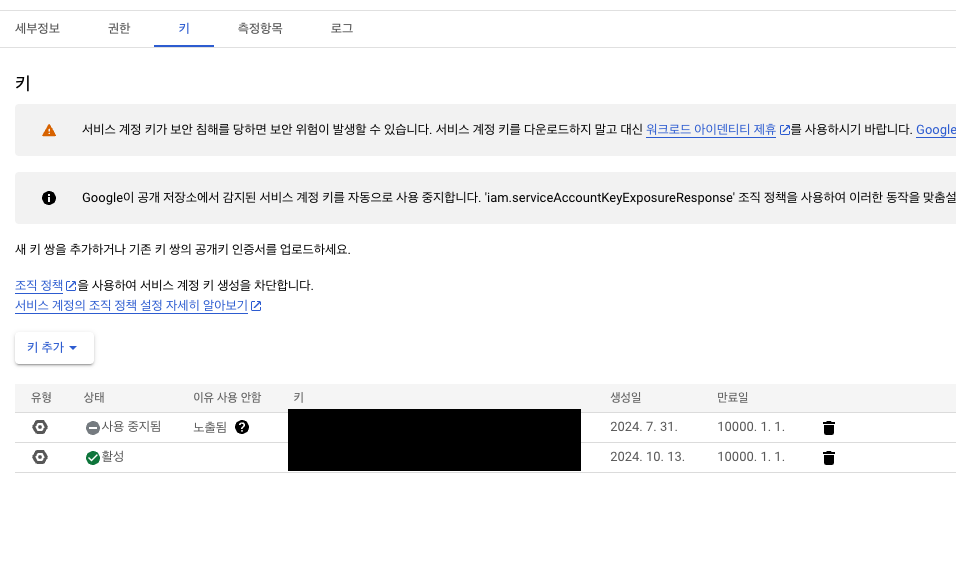 세부정보 권한 키 측정항목 로그
키
서비스 계정 키가 보안 침해를 당하면 보안 위험이 발생할 수 있습니다. 서비스 계정 키를 다운로드하지 말고 대신 워크로드 아이덴티티 제휴를 사용하시기 바랍니다. Google
Google이 공개 저장소에서 감지된 서비스 계정 키를 자동으로 사용 중지합니다. 'iam.serviceAccountKeyExposureResponse' 조직 정책을 사용하여 이러한 동작을 맞춤설
새 키 쌍을 추가하거나 기존 키 쌍의 공개키 인증서를 업로드하세요.
조직 정책을 사용하여 서비스 계정 키 생성을 차단합니다.
서비스 계정의 조직 정책 설정 자세히 알아보기
키 추가
유형 상태 이유 사용 안함 키 생성일 만료일
사용 중지됨 노출됨 2024. 7. 31. 10000. 1. 1.
활성 2024. 10. 13. 10000. 1. 1.